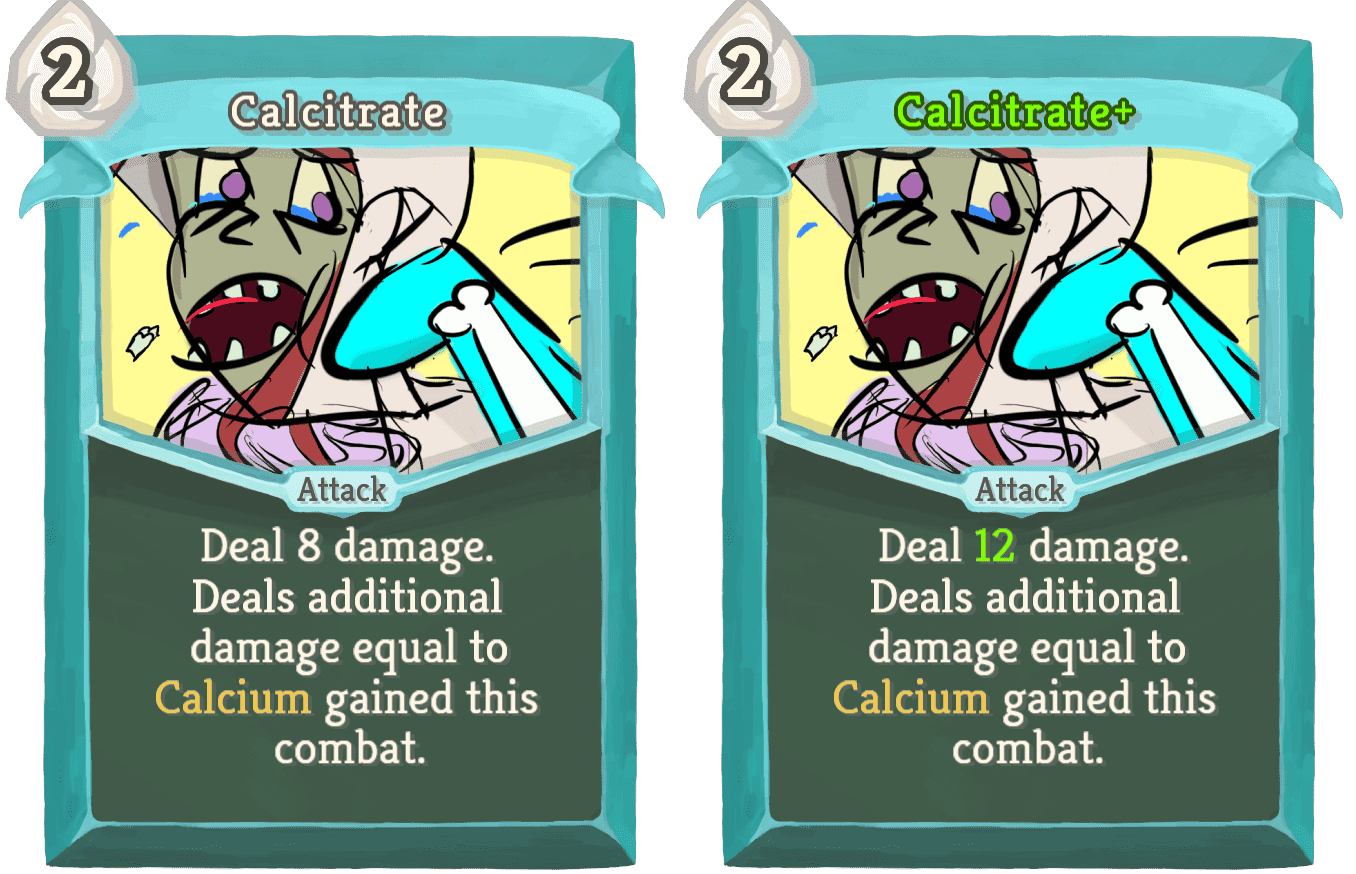 2
Calcitrate
Attack
Deal 8 damage.
Deals additional
damage equal to
Calcium gained this
combat.
2
Calcitrate+
Attack
Deal 12 damage.
Deals additional
damage equal to
Calcium gained this
combat.